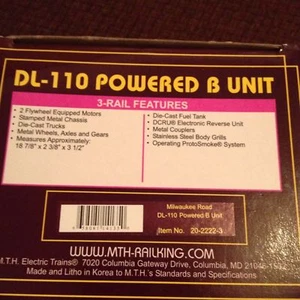 DL-110 POWERED B UNIT
3-RAIL FEATURES
• 2 Flywheel Equipped Motors
• Stamped Metal Chassis
• Die-Cast Trucks
• Metal Wheels, Axles and Gears
• Measures Approximately:
18 7/8" x 2 3/8" x 3 1/2"
• Die-Cast Fuel Tank
• DCRU® Electronic Reverse Unit
• Metal Couplers
• Stainless Steel Body Grills
• Operating ProtoSmoke® System
Milwaukee Road
DL-110 Powered B Unit
Item No. 20-2222-3
WWW.MTH-RAILKING.COM
M.T.H. Electric Trains® 7020 Columbia Gateway Drive, Columbia, MD 21046-1532
Made and Litho in Korea to M.T.H.'s Standards and Specifications